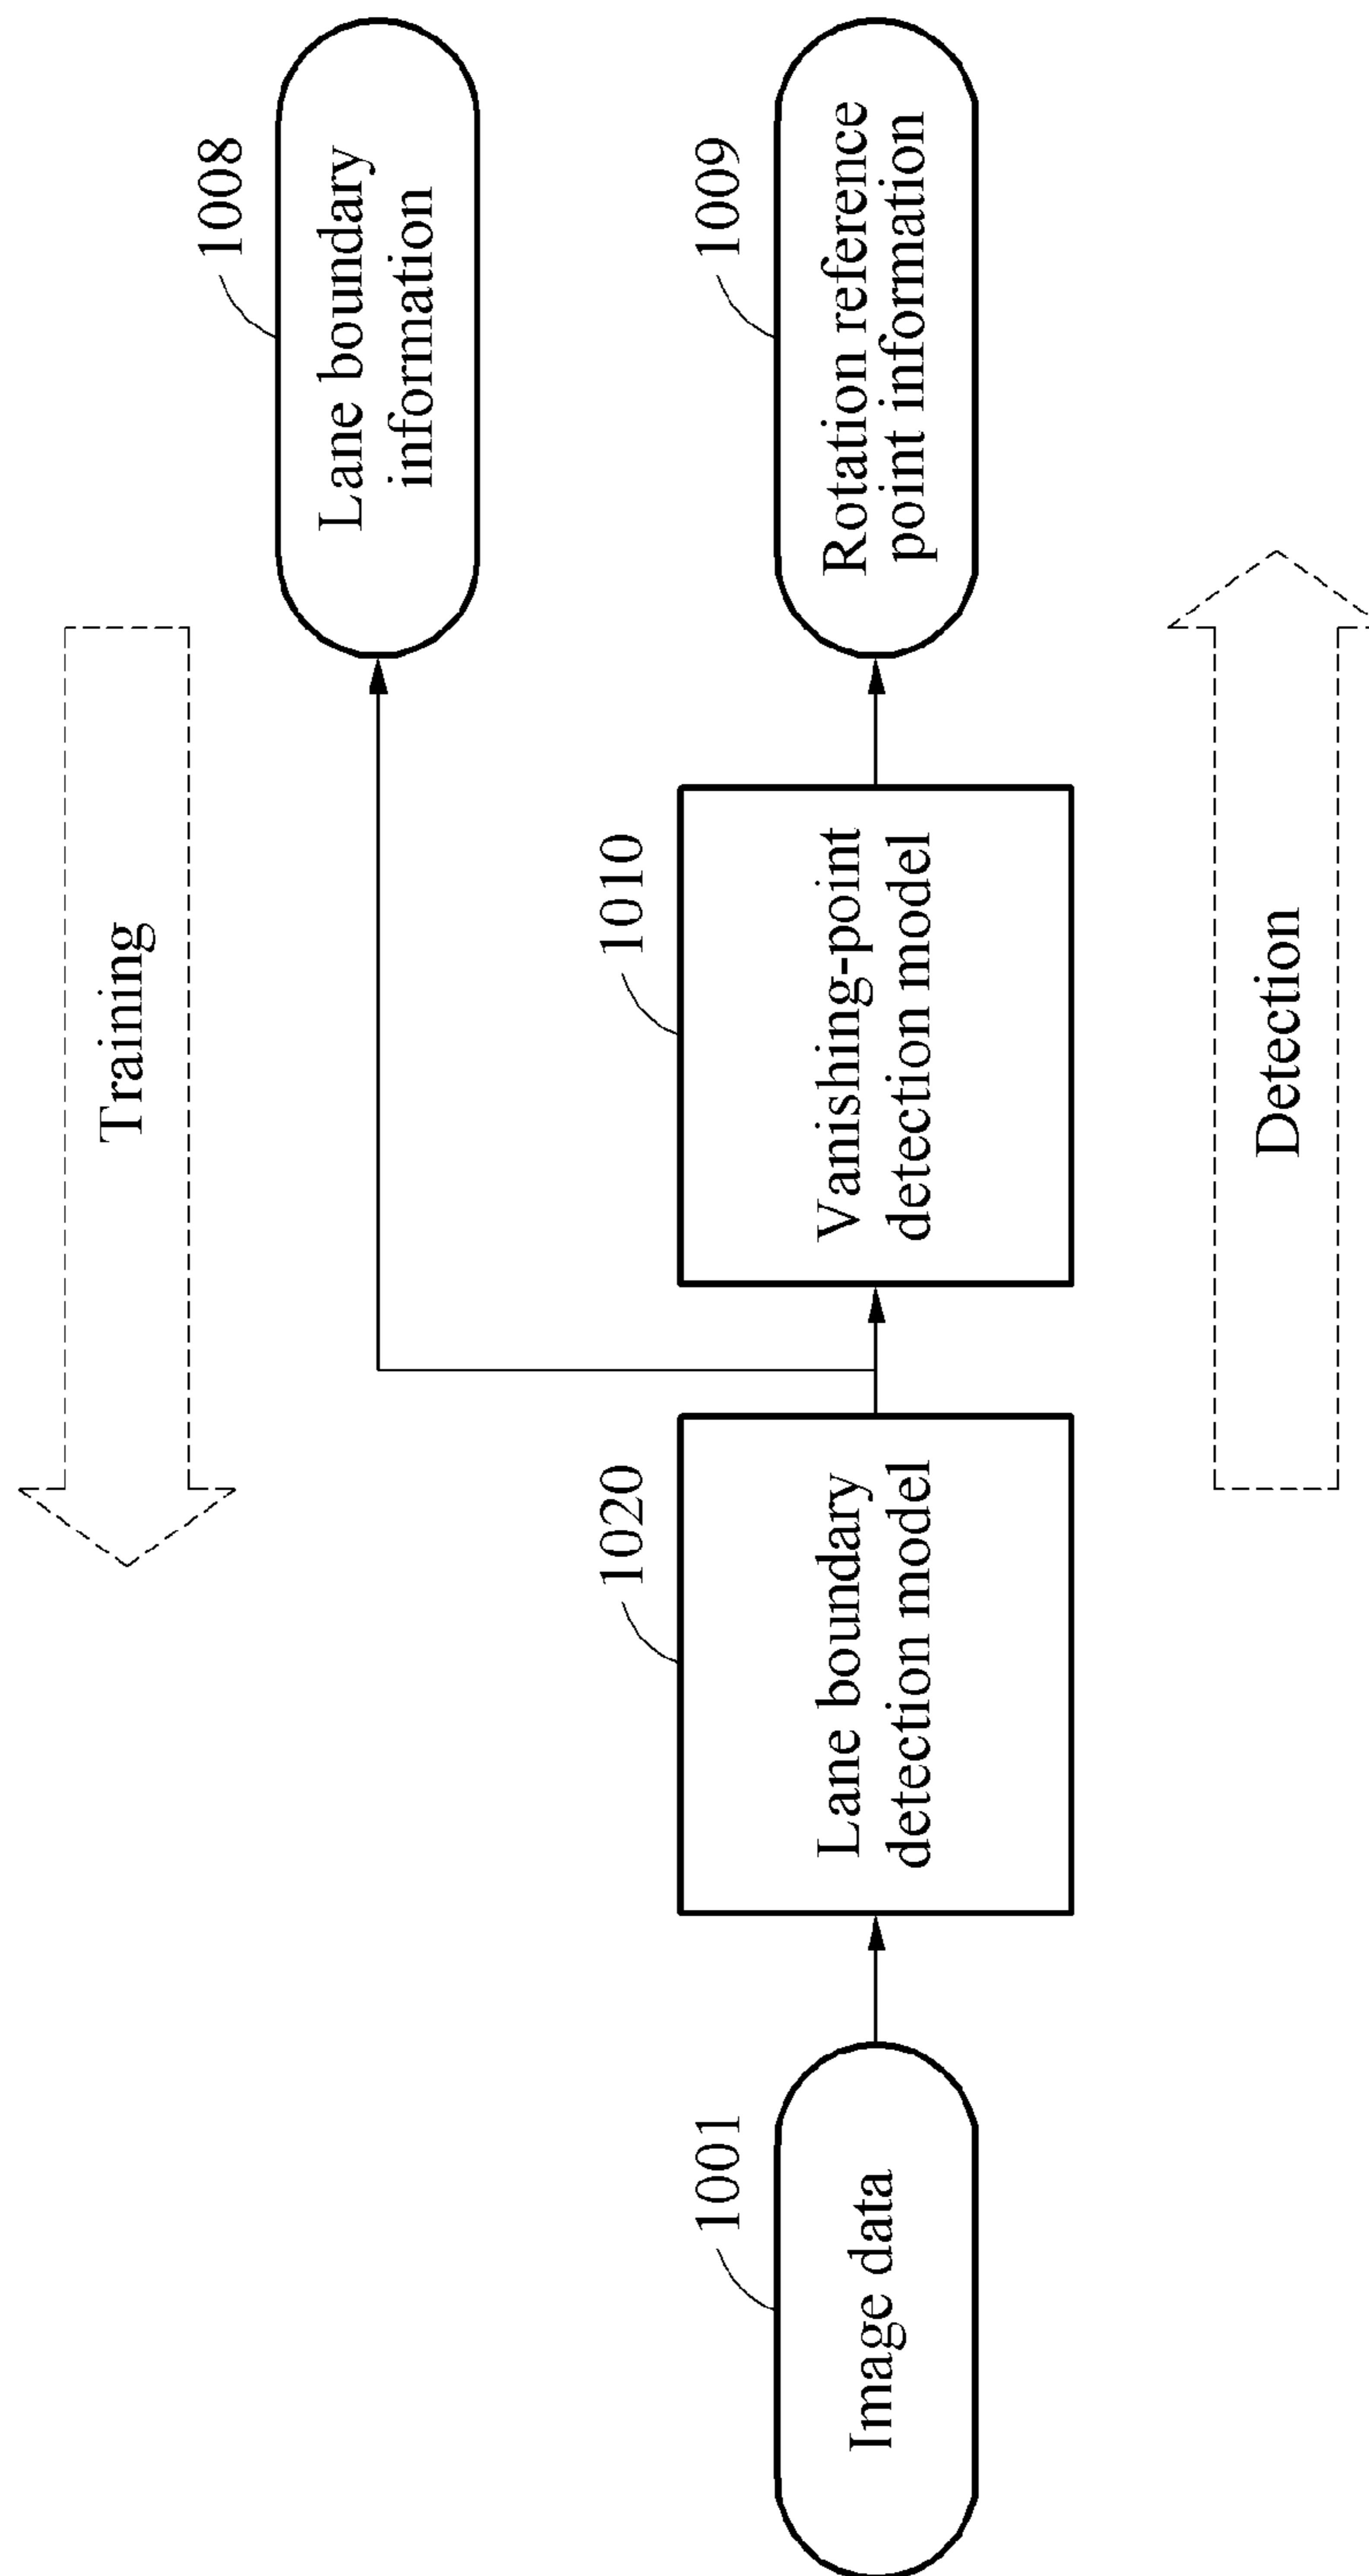 Training
1008
Lane boundary
information
1001
Image data
1020
Lane boundary
detection model
1010
Vanishing-point
detection model
1009
Rotation reference
point information
Detection